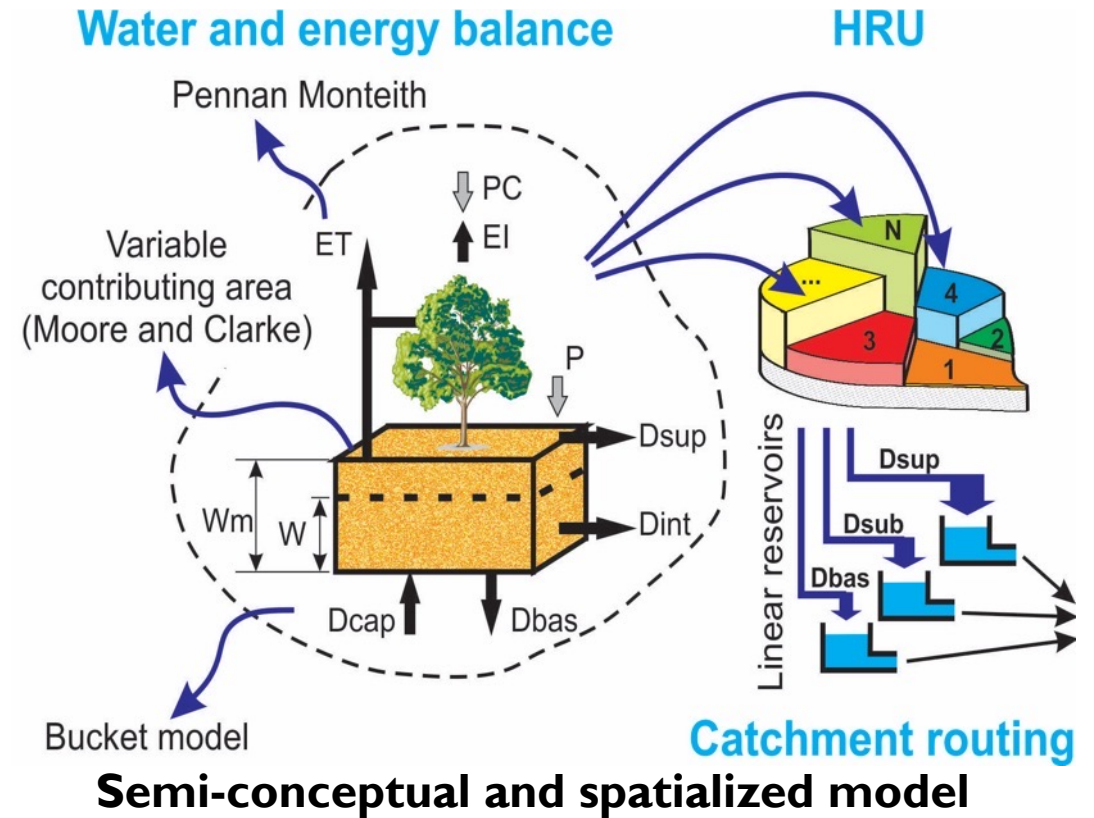 Water and energy balance
HRU
Pennan Monteith
PC
EI
ET
Variable
contributing area
(Moore and Clarke)
P
Dsup
Wm
W
Dint
Dcap
Dbas
Bucket model
N
...
4
3
2
1
Linear reservoirs
Dsup
Dsub
Dbas
Catchment routing
Semi-conceptual and spatialized model